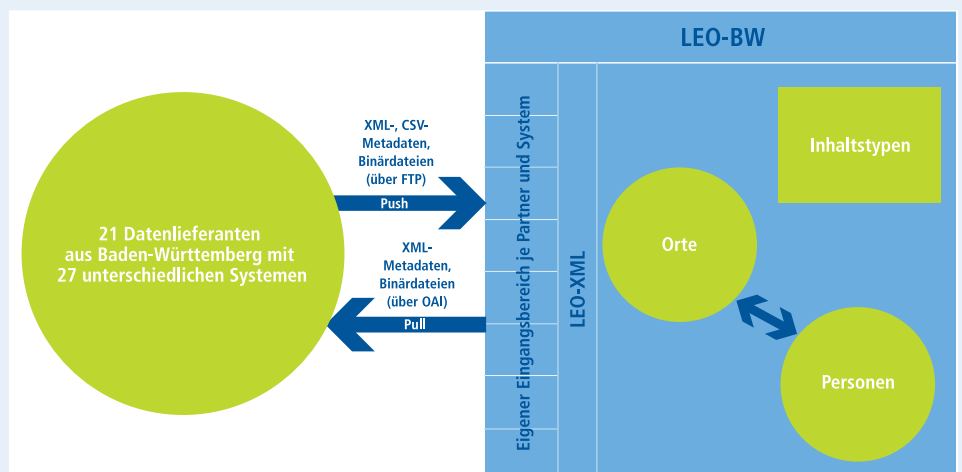 LEO-BW
21 Datenlieferanten
aus Baden-Württemberg mit
27 unterschiedlichen Systemen
XML-, CSV-
Metadaten,
Binärdateien
(über FTP)
Push
XML-
Metadaten,
Binärdateien
(über OAI)
Pull
Eigener Eingangsbereich je Partner und System
LEO-XML
Inhaltstypen
Orte
Personen